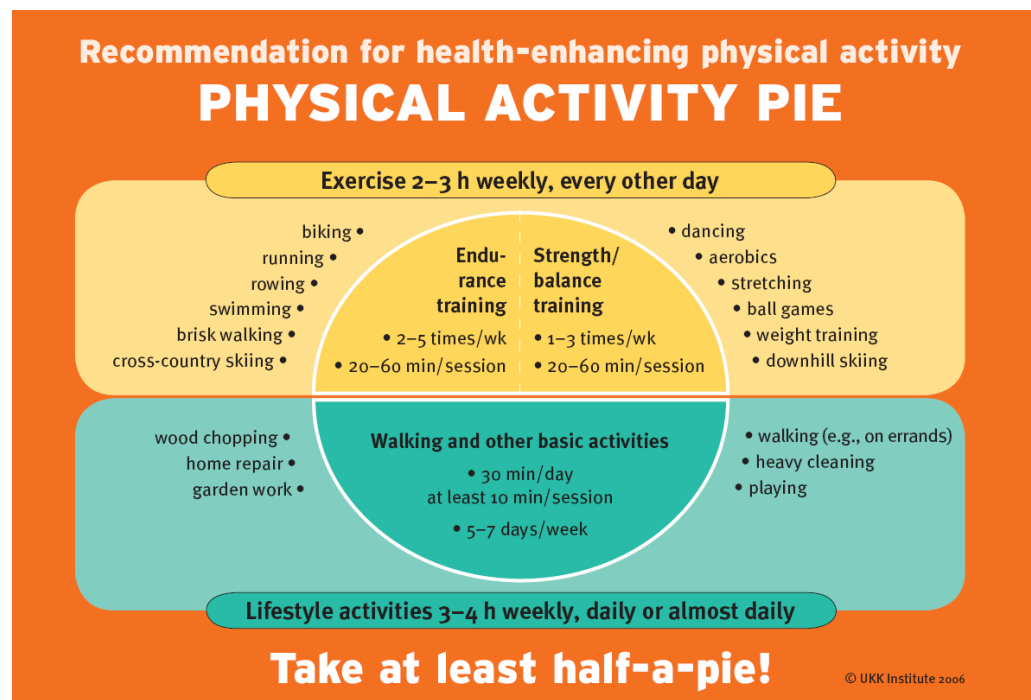 Recommendation for health-enhancing physical activity
PHYSICAL ACTIVITY PIE
Exercise 2–3 h weekly, every other day
biking •
running •
rowing •
swimming •
brisk walking •
cross-country skiing •
Endu-
rance
training
• 2–5 times/wk
• 20–60 min/session
Strength/
balance
training
• 1–3 times/wk
• 20–60 min/session
• dancing
• aerobics
• stretching
• ball games
• weight training
• downhill skiing
wood chopping •
home repair •
garden work •
Walking and other basic activities
• 30 min/day
at least 10 min/session
• 5–7 days/week
• walking (e.g., on errands)
• heavy cleaning
• playing
Lifestyle activities 3–4 h weekly, daily or almost daily
Take at least half-a-pie!
© UKK Institute 2006